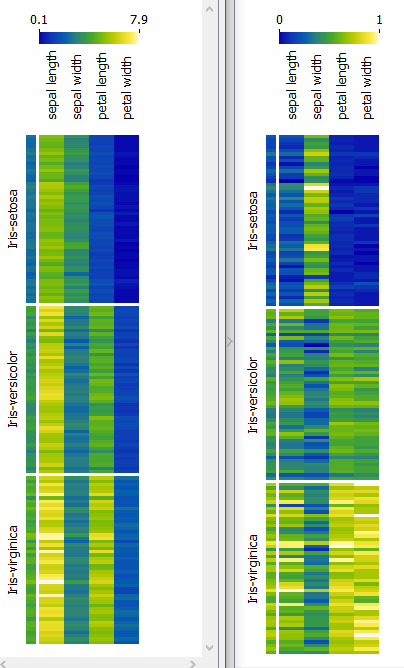 0.1 7.9
sepal length
sepal width
petal length
petal width
Iris-setosa
Iris-versicolor
Iris-virginica
0 1
sepal length
sepal width
petal length
petal width
Iris-setosa
Iris-versicolor
Iris-virginica